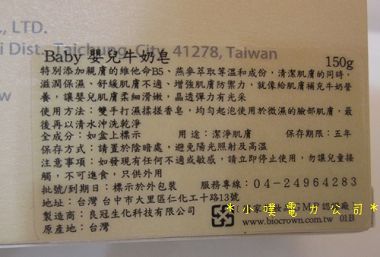 ., LTD.
Dist., Taichung, City, 41278, Taiwan
Baby 嬰兒牛奶皂 150g
特別添加親膚的維他命B5、燕麥萃取等溫和成份,清潔肌膚的同時,
滋潤保濕、舒緩肌膚不適、增強肌膚防禦力,就像給肌膚補充牛奶營
養,讓嬰兒肌膚柔細滑嫩,晶透彈力有光采
使用方法:雙手打濕搓揉香皂,均勻起泡使用於微濕的臉部肌膚,最
後再以清水沖洗乾淨
全成分:如盒上標示 用途:潔淨肌膚 保存期限:五年
保存方式:請置於陰暗處、避免陽光照射及高溫
注意事項:如發現有任何不適或敏感,請立即停止使用,勿讓兒童接
觸、不可進食,只供外用
批號/到期日:標示於外包裝 服務專線:04-24964283
地址:台灣 台中市大里區仁化工十路13號
製造商:良冠生化科技有限公司 GMP認
原產地:台灣 www.biocrown.com.tw 01B
*小噗電力公司*